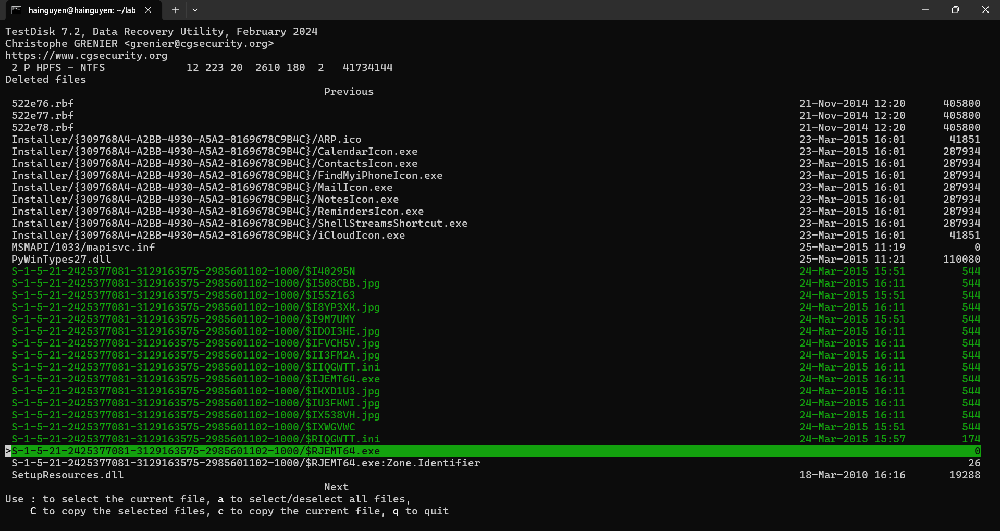 hainguyen@hainguyen: ~/lab
TestDisk 7.2, Data Recovery Utility, February 2024
Christophe GRENIER <grenier@cgsecurity.org>
https://www.cgsecurity.org
2 P HPFS - NTFS 12 223 20 2610 180 2 41734144
Deleted files
Previous
522e76.rbf 21-Nov-2014 12:20 405800
522e77.rbf 21-Nov-2014 12:20 405800
522e78.rbf 21-Nov-2014 12:20 405800
Installer/{309768A4-A2BB-4930-A5A2-8169678C9B4C}/ARP.ico 23-Mar-2015 16:01 41851
Installer/{309768A4-A2BB-4930-A5A2-8169678C9B4C}/CalendarIcon.exe 23-Mar-2015 16:01 287934
Installer/{309768A4-A2BB-4930-A5A2-8169678C9B4C}/ContactsIcon.exe 23-Mar-2015 16:01 287934
Installer/{309768A4-A2BB-4930-A5A2-8169678C9B4C}/FindMyiPhoneIcon.exe 23-Mar-2015 16:01 287934
Installer/{309768A4-A2BB-4930-A5A2-8169678C9B4C}/MailIcon.exe 23-Mar-2015 16:01 287934
Installer/{309768A4-A2BB-4930-A5A2-8169678C9B4C}/NotesIcon.exe 23-Mar-2015 16:01 287934
Installer/{309768A4-A2BB-4930-A5A2-8169678C9B4C}/RemindersIcon.exe 23-Mar-2015 16:01 287934
Installer/{309768A4-A2BB-4930-A5A2-8169678C9B4C}/ShellStreamsShortcut.exe 23-Mar-2015 16:01 287934
Installer/{309768A4-A2BB-4930-A5A2-8169678C9B4C}/iCloudIcon.exe 23-Mar-2015 16:01 41851
MSMAPI/1033/mapisvc.inf 25-Mar-2015 11:19 0
PyWinTypes27.dll 25-Mar-2015 11:21 110080
S-1-5-21-2425377081-3129163575-2985601102-1000/$I40295N 24-Mar-2015 15:51 544
S-1-5-21-2425377081-3129163575-2985601102-1000/$I508CBB.jpg 24-Mar-2015 16:11 544
S-1-5-21-2425377081-3129163575-2985601102-1000/$I55Z163 24-Mar-2015 15:51 544
S-1-5-21-2425377081-3129163575-2985601102-1000/$I8YP3XK.jpg 24-Mar-2015 16:11 544
S-1-5-21-2425377081-3129163575-2985601102-1000/$I9M7UMY 24-Mar-2015 15:51 544
S-1-5-21-2425377081-3129163575-2985601102-1000/$IDOI3HE.jpg 24-Mar-2015 16:11 544
S-1-5-21-2425377081-3129163575-2985601102-1000/$IFVCH5V.jpg 24-Mar-2015 16:11 544
S-1-5-21-2425377081-3129163575-2985601102-1000/$II3FM2A.jpg 24-Mar-2015 16:11 544
S-1-5-21-2425377081-3129163575-2985601102-1000/$IIQGWTT.ini 24-Mar-2015 16:11 544
S-1-5-21-2425377081-3129163575-2985601102-1000/$IJEMT64.exe 24-Mar-2015 16:11 544
S-1-5-21-2425377081-3129163575-2985601102-1000/$IKXD1U3.jpg 24-Mar-2015 16:11 544
S-1-5-21-2425377081-3129163575-2985601102-1000/$IU3FKWI.jpg 24-Mar-2015 16:11 544
S-1-5-21-2425377081-3129163575-2985601102-1000/$IX538VH.jpg 24-Mar-2015 16:11 544
S-1-5-21-2425377081-3129163575-2985601102-1000/$IXWGVWC 24-Mar-2015 15:51 544
S-1-5-21-2425377081-3129163575-2985601102-1000/$RIQGWTT.ini 24-Mar-2015 15:57 174
>S-1-5-21-2425377081-3129163575-2985601102-1000/$RJEMT64.exe 0
S-1-5-21-2425377081-3129163575-2985601102-1000/$RJEMT64.exe:Zone.Identifier 26
SetupResources.dll 18-Mar-2010 16:16 19288
Next
Use : to select the current file, a to select/deselect all files,
C to copy the selected files, c to copy the current file, q to quit